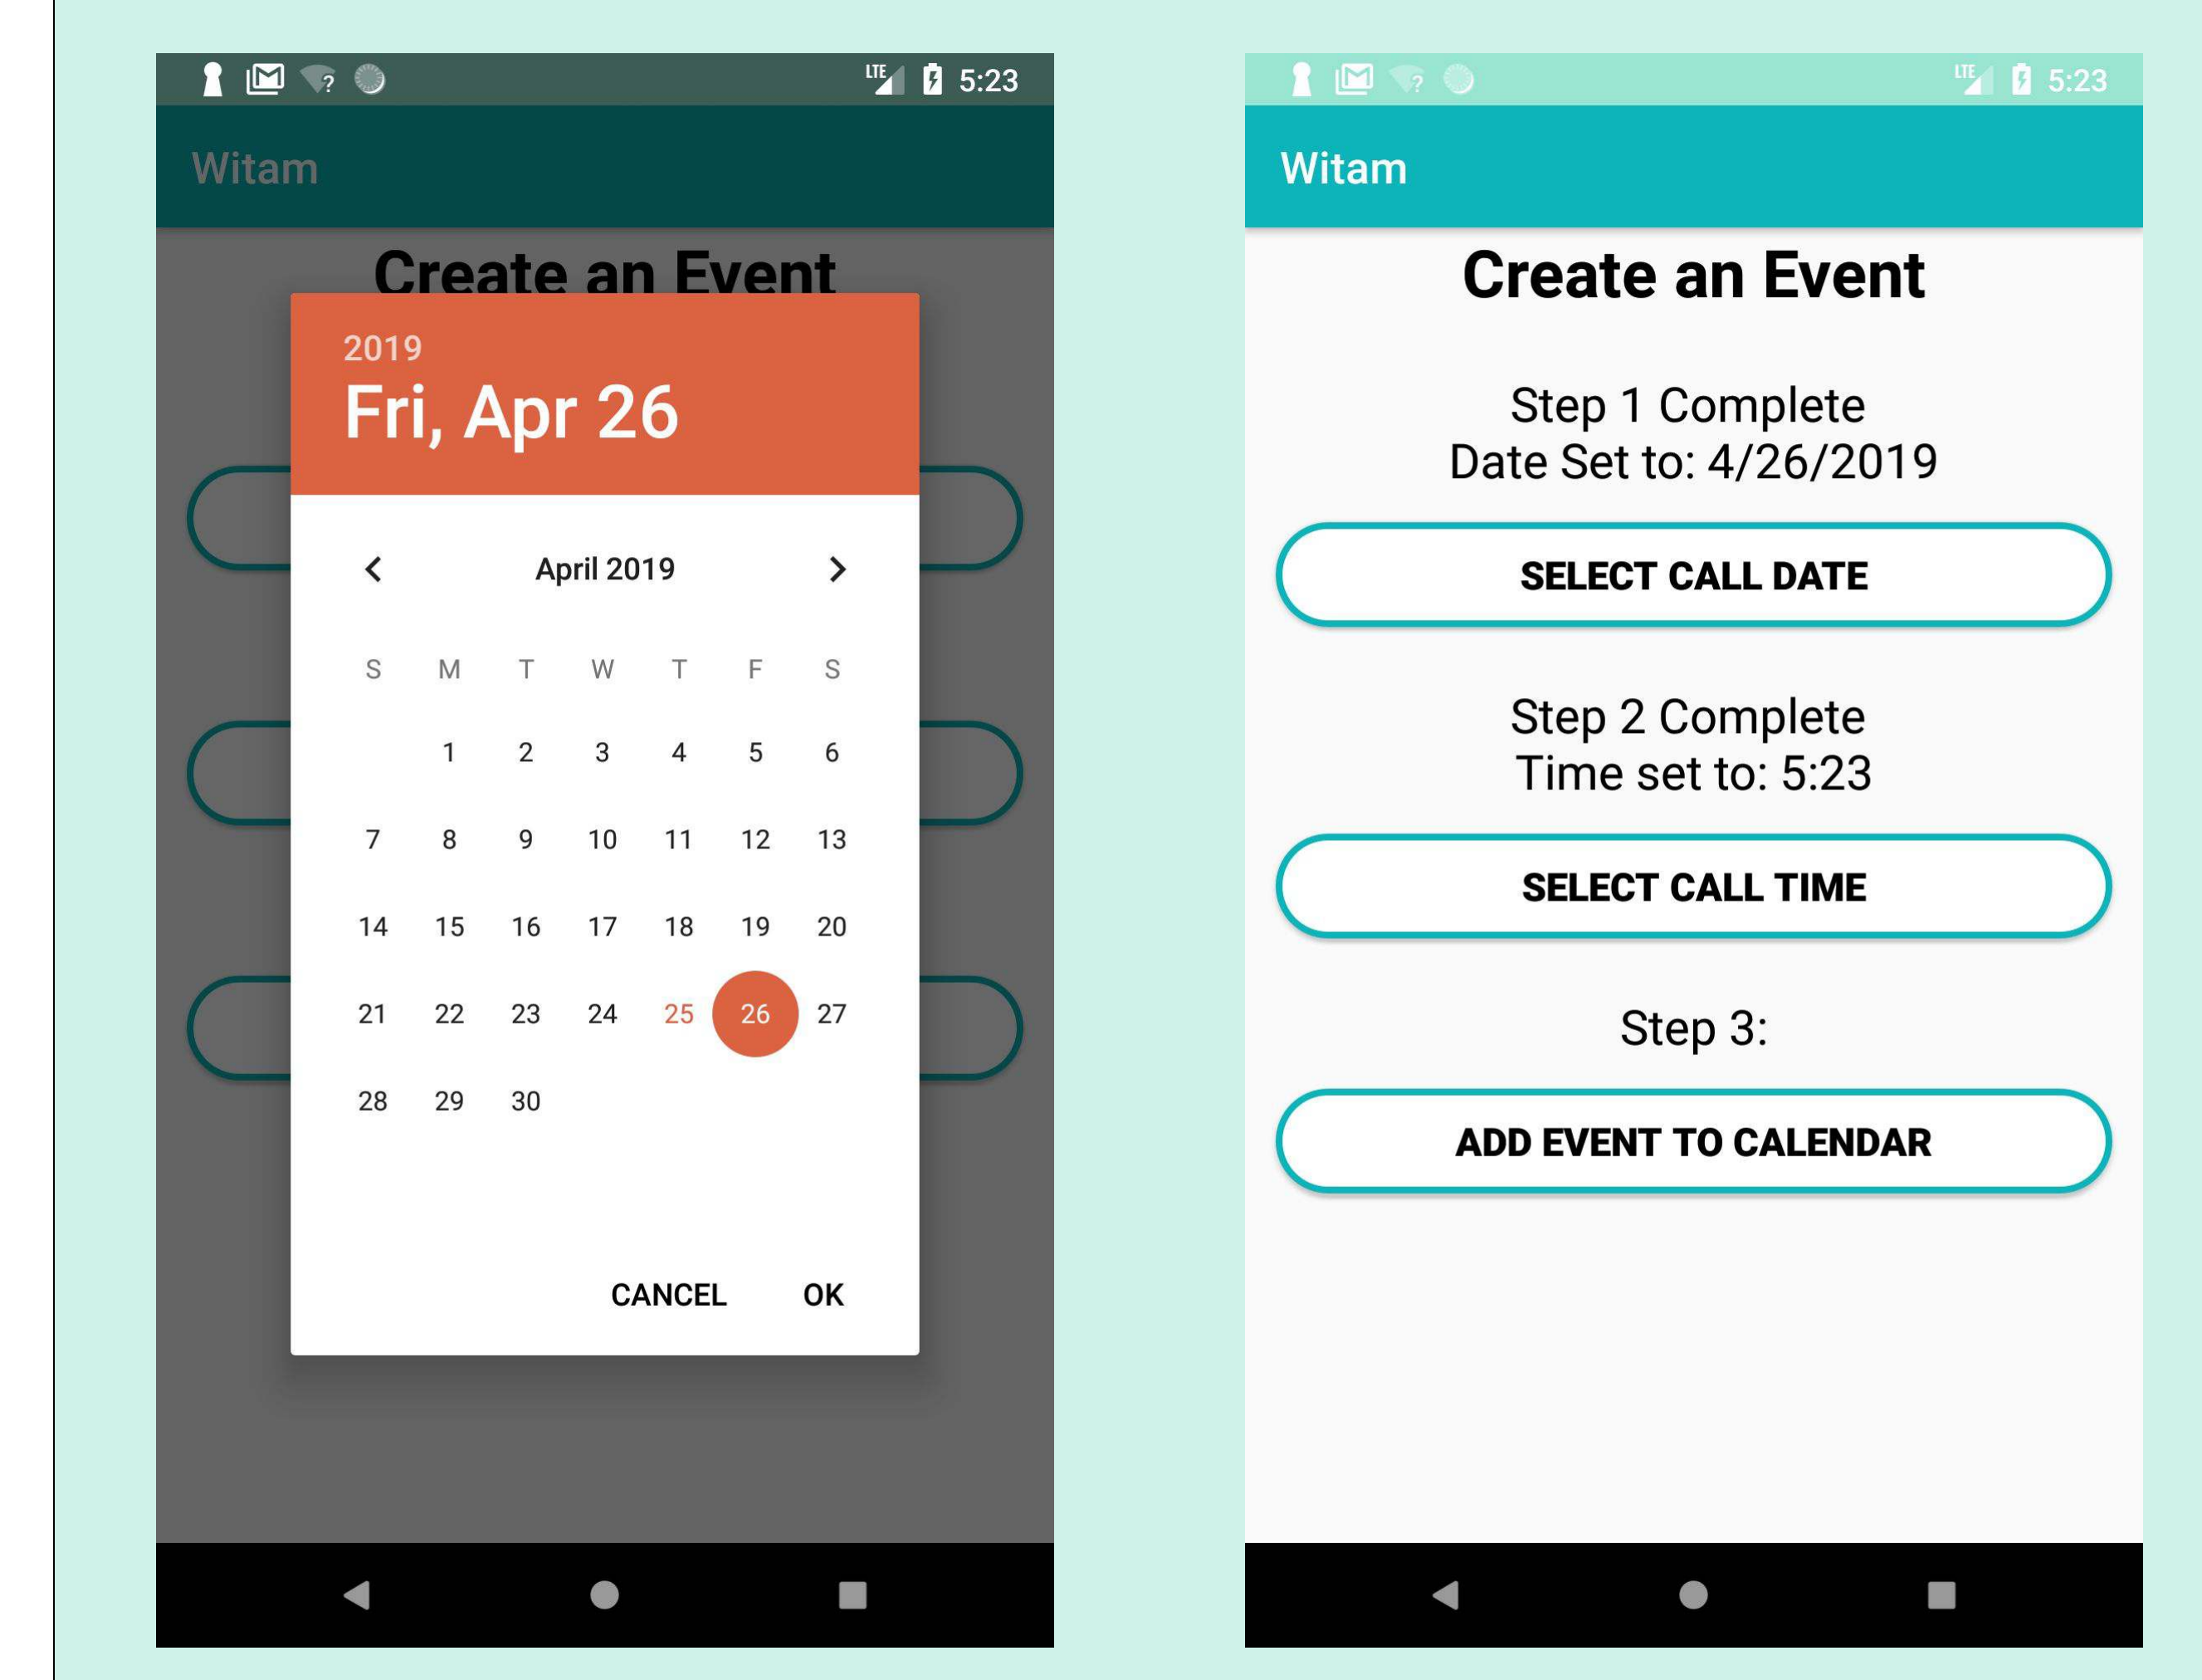 LTE 5:23
Witam
Create an Event
2019
Fri, Apr 26
April 2019
S M T W T F S
1 2 3 4 5 6
7 8 9 10 11 12 13
14 15 16 17 18 19 20
21 22 23 24 25 26 27
28 29 30
CANCEL OK
LTE 5:23
Witam
Create an Event
Step 1 Complete
Date Set to: 4/26/2019
SELECT CALL DATE
Step 2 Complete
Time set to: 5:23
SELECT CALL TIME
Step 3:
ADD EVENT TO CALENDAR